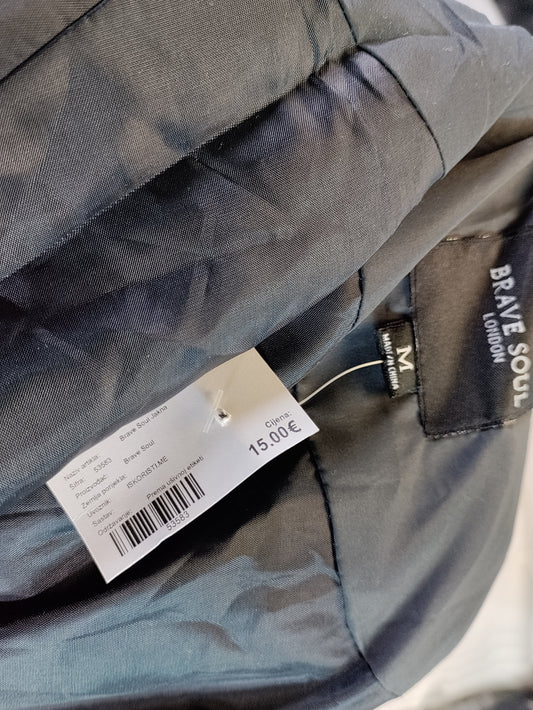 BRAVE SOUL
LONDON
M
MADE IN CHINA
Naziv artikla: Brave Soul Jakna
Šifra: 53583
Proizvođač: Brave Soul
Zemlja porijekla:
Uvoznik: ISKORISTI.ME
Sastav:
Održavanje: Prema ušivnoj etiketi
53583
Cijena:
15.00€